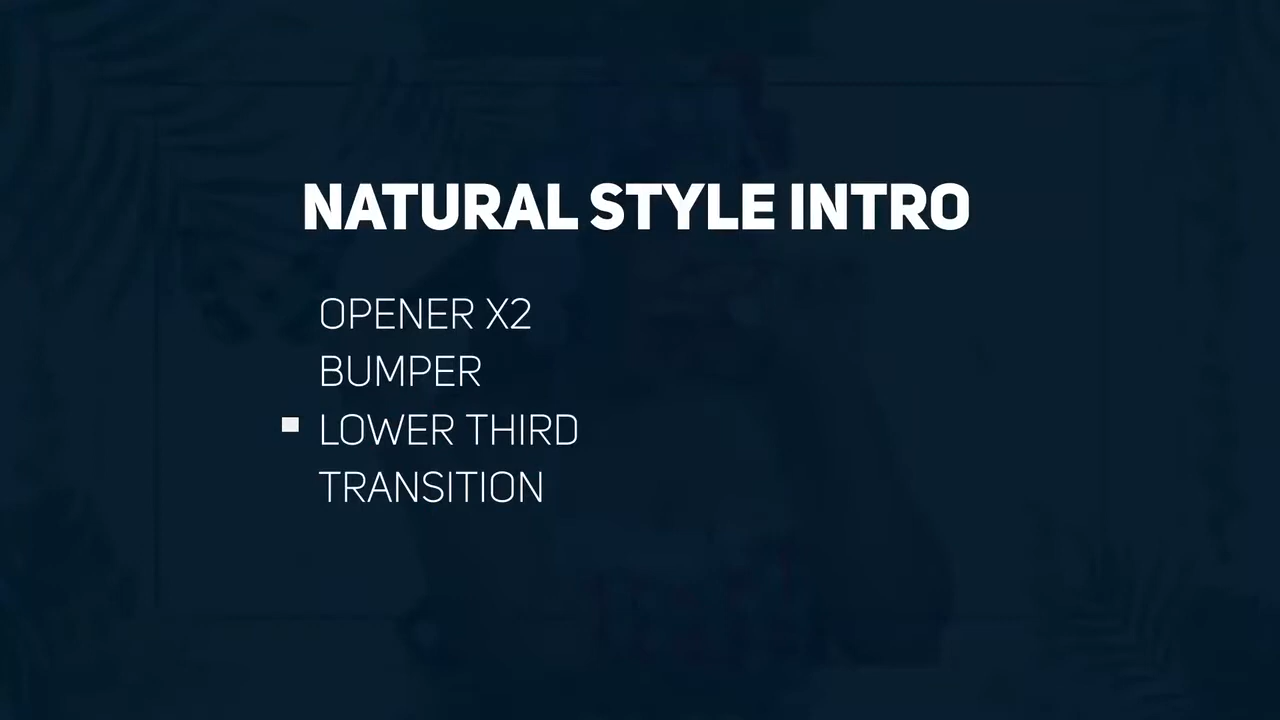 NATURAL STYLE INTRO
OPENER X2
BUMPER
LOWER THIRD
TRANSITION